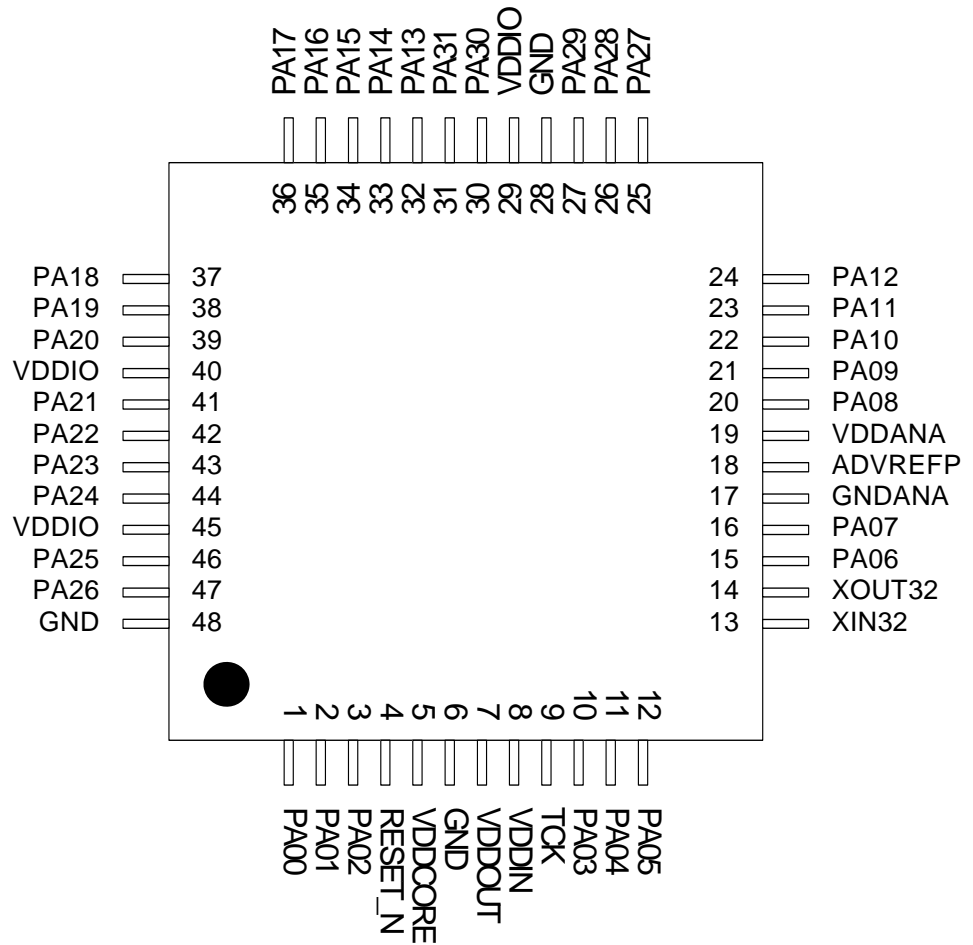 PA17
PA16
PA15
PA14
PA13
PA31
PA30
VDDIO
GND
PA29
PA28
PA27
36
35
34
33
32
31
30
29
28
27
26
25
PA18 37 24 PA12
PA19 38 23 PA11
PA20 39 22 PA10
VDDIO 40 21 PA09
PA21 41 20 PA08
PA22 42 19 VDDANA
PA23 43 18 ADVREFP
PA24 44 17 GNDANA
VDDIO 45 16 PA07
PA25 46 15 PA06
PA26 47 14 XOUT32
GND 48 13 XIN32
1
2
3
4
5
6
7
8
9
10
11
12
PA00
PA01
PA02
RESET_N
VDDCORE
GND
VDDOUT
VDDIN
TCK
PA03
PA04
PA05